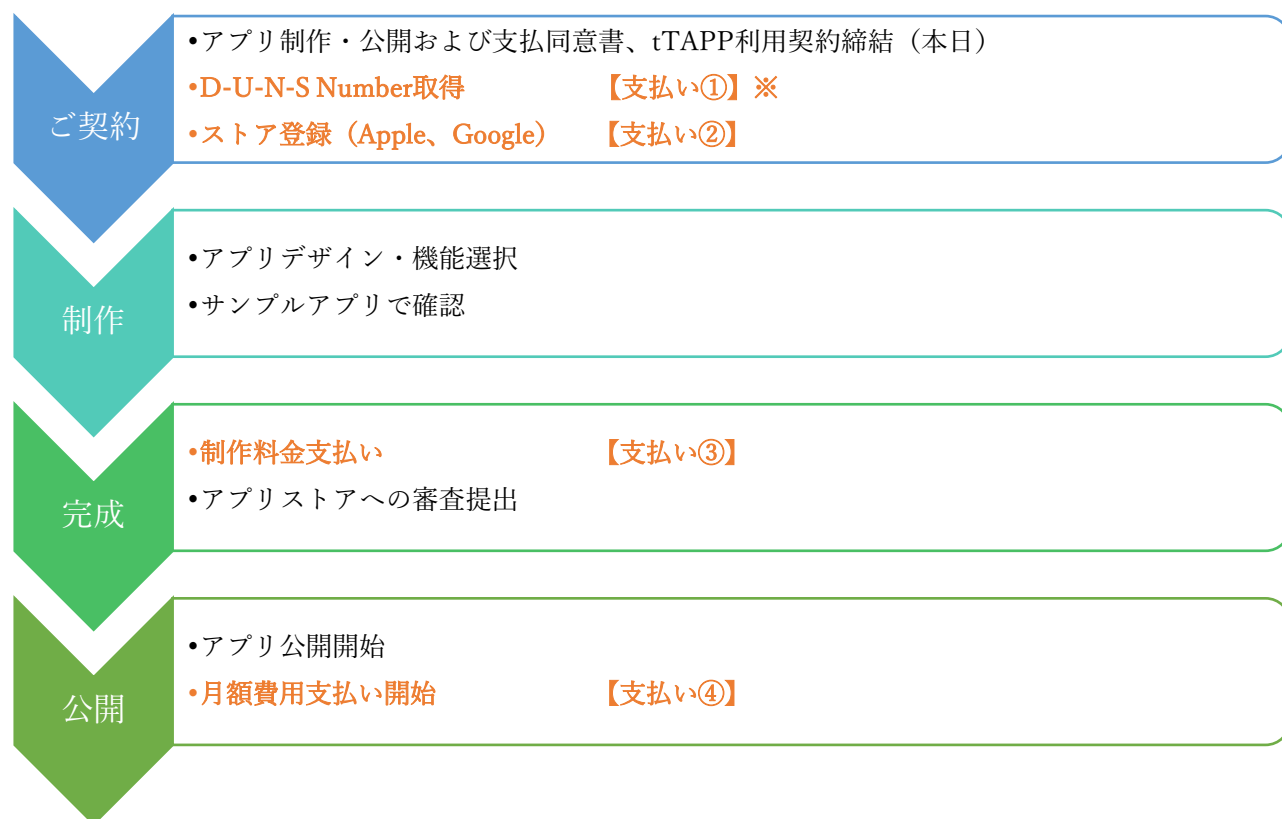 ご契約
•アプリ制作・公開および支払同意書、tTAPP利用契約締結（本日）
•D-U-N-S Number取得 【支払い①】※
•ストア登録（Apple、Google） 【支払い②】
制作
•アプリデザイン・機能選択
•サンプルアプリで確認
完成
•制作料金支払い 【支払い③】
•アプリストアへの審査提出
公開
•アプリ公開開始
•月額費用支払い開始 【支払い④】